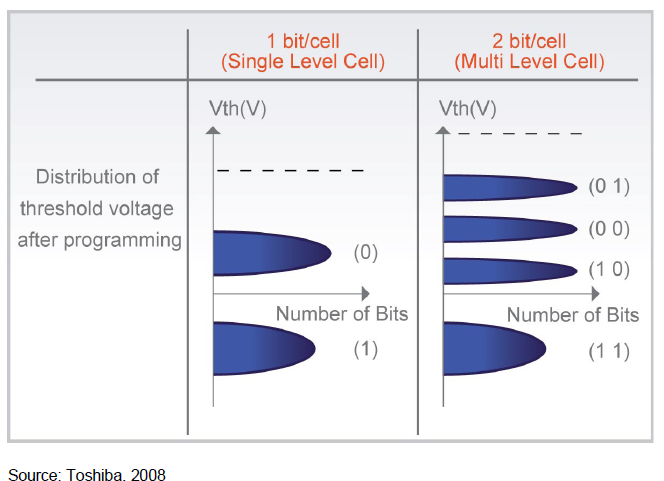 1 bit/cell
(Single Level Cell)
2 bit/cell
(Multi Level Cell)
Distribution of
threshold voltage
after programming
Vth(V)
(0)
Number of Bits
(1)
Vth(V)
(0 1)
(0 0)
(1 0)
Number of Bits
(1 1)
Source: Toshiba. 2008